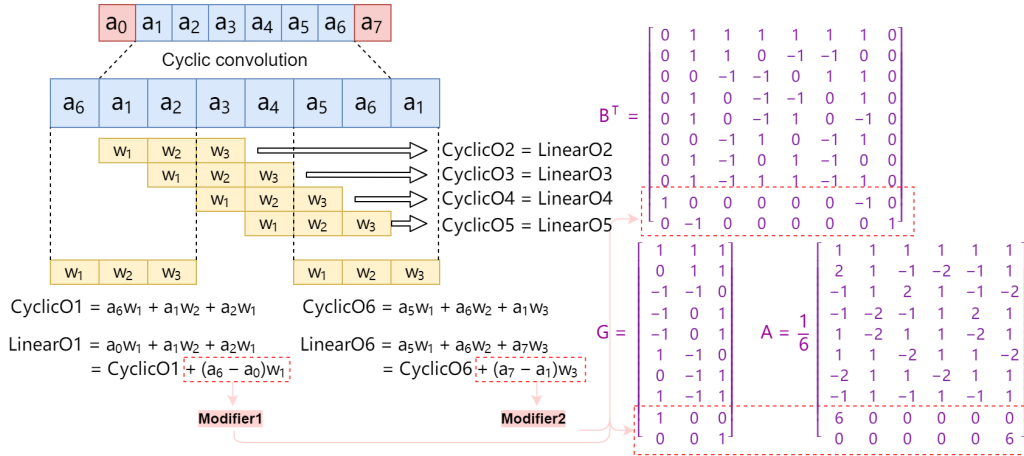 a0 a1 a2 a3 a4 a5 a6 a7
Cyclic convolution
a6 a1 a2 a3 a4 a5 a6 a1
w1 w2 w3 CyclicO2 = LinearO2
w1 w2 w3 CyclicO3 = LinearO3
w1 w2 w3 CyclicO4 = LinearO4
w1 w2 w3 CyclicO5 = LinearO5
w1 w2 w3
w1 w2 w3
CyclicO1 = a6w1 + a1w2 + a2w1
LinearO1 = a0w1 + a1w2 + a2w1
= CyclicO1 + (a6 – a0)w1
Modifier1
CyclicO6 = a5w1 + a6w2 + a1w3
LinearO6 = a5w1 + a6w2 + a7w3
= CyclicO6 + (a7 – a1)w3
Modifier2
B^T =
0 1 1 1 1 1 1 0
0 1 1 0 −1 −1 0 0
0 0 −1 −1 0 1 1 0
0 1 0 −1 −1 0 1 0
0 1 0 −1 1 0 −1 0
0 0 −1 1 0 −1 1 0
0 1 −1 0 1 −1 0 0
0 1 −1 1 1 −1 1 0
1 0 0 0 0 0 −1 0
0 −1 0 0 0 0 0 1
G =
1 1 1
0 1 1
−1 −1 0
−1 0 1
−1 0 1
1 −1 0
0 −1 1
1 −1 1
1 0 0
0 0 1
A = 1/6
1 1 1 1 1 1
2 1 −1 −2 −1 1
−1 1 2 1 −1 −2
−1 −2 −1 1 2 1
1 −2 1 1 −2 1
1 1 −2 1 1 −2
−2 1 1 −2 1 1
−1 1 −1 1 −1 1
6 0 0 0 0 0
0 0 0 0 0 6